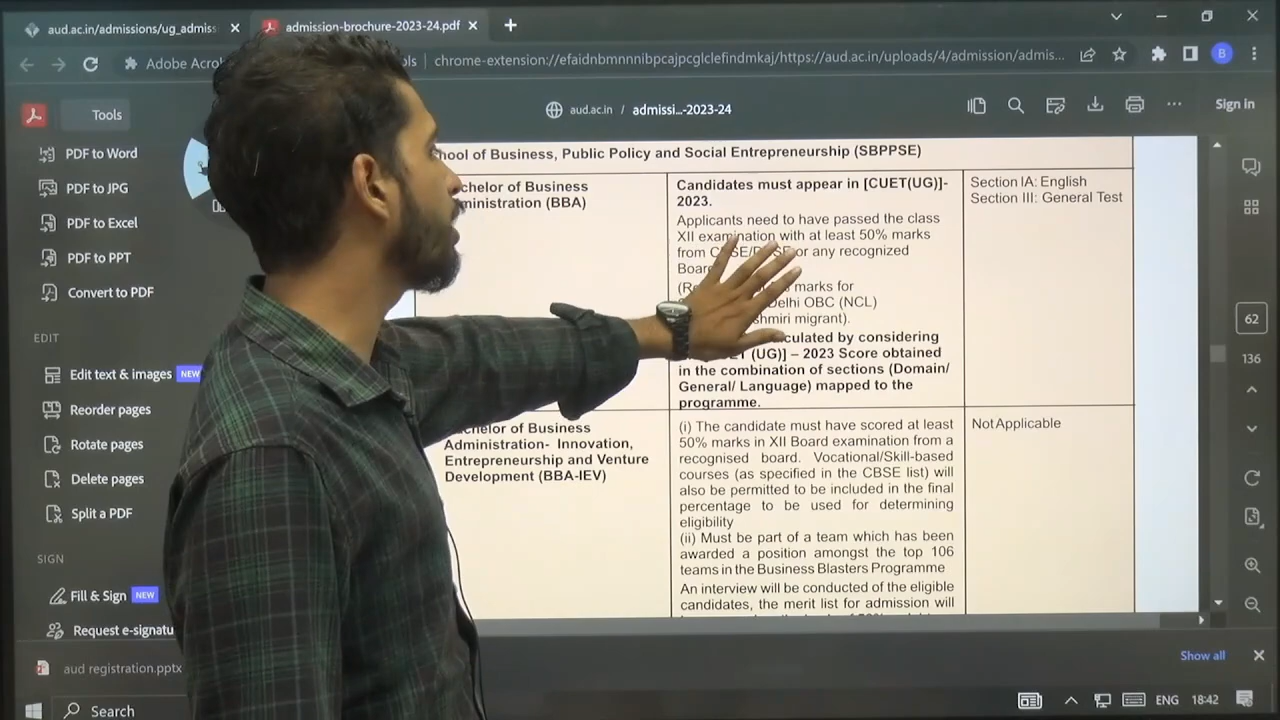 aud.ac.in/admissions/ug_admiss
admission-brochure-2023-24.pdf
Adobe Acrob
ols
chrome-extension://efaidnbmnnnibpcajpcglclefindmkaj/https://aud.ac.in/uploads/4/admission/admis...
B
Tools
aud.ac.in / admissi...-2023-24
Sign in
PDF to Word
PDF to JPG
PDF to Excel
PDF to PPT
Convert to PDF
EDIT
Edit text & images NEW
Reorder pages
Rotate pages
Delete pages
Split a PDF
SIGN
Fill & Sign NEW
Request e-signatu
hool of Business, Public Policy and Social Entrepreneurship (SBPPSE)
chelor of Business
ministration (BBA)
Candidates must appear in [CUET(UG)]-
2023.
Applicants need to have passed the class
XII examination with at least 50% marks
from CBSE/ or any recognized
Boar
marks for
Delhi OBC (NCL)
hmiri migrant).
culated by considering
(UG)] – 2023 Score obtained
in the combination of sections (Domain/
General/ Language) mapped to the
programme.
Section IA: English
Section III: General Test
chelor of Business
Administration- Innovation,
Entrepreneurship and Venture
Development (BBA-IEV)
(i) The candidate must have scored at least
50% marks in XII Board examination from a
recognised board. Vocational/Skill-based
courses (as specified in the CBSE list) will
also be permitted to be included in the final
percentage to be used for determining
eligibility
(ii) Must be part of a team which has been
awarded a position amongst the top 106
teams in the Business Blasters Programme
An interview will be conducted of the eligible
candidates, the merit list for admission will
Not Applicable
62
136
aud registration.pptx
Show all
Search
ENG 18:42